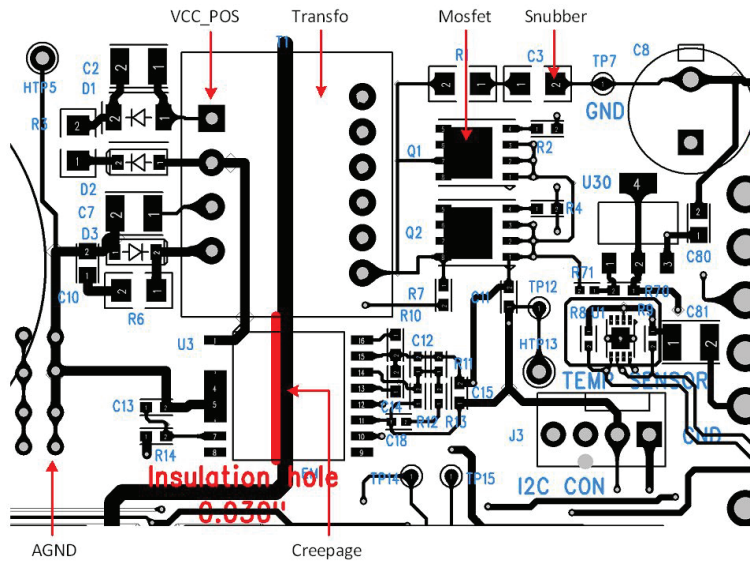 VCC_POS Transfo Mosfet Snubber
T1
HTP5
C2
D1
R3
D2
C7
D3
C10
R6
R1
C3
TP7
C8
GND
Q1
R2
U30
4
Q2
R4
C80
R71
R70
R7
R10
C11
TP12
R8
U1
R9
C81
U3
C12
R11
HTP13
TEMP SENSOR
C13
C14
C15
R12
R13
C18
R14
J3
GND
Insulation hole
0.030"
TP14
TP15
I2C CON
AGND Creepage